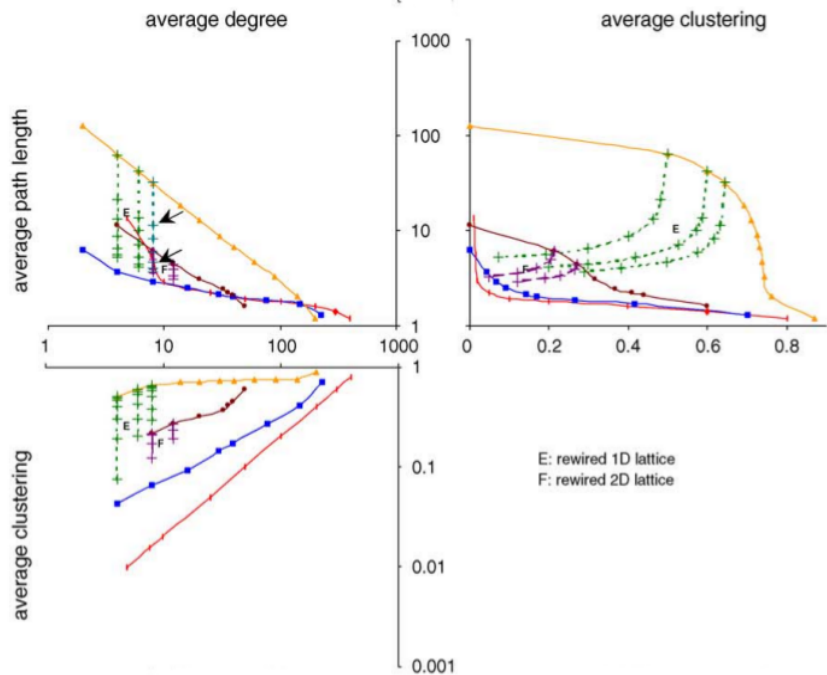 average degree
average clustering
average path length
1000
100
10
1
E
F
E
F
1
10
100
1000
0
0.2
0.4
0.6
0.8
average clustering
1
0.1
0.01
0.001
E
F
E: rewired 1D lattice
F: rewired 2D lattice